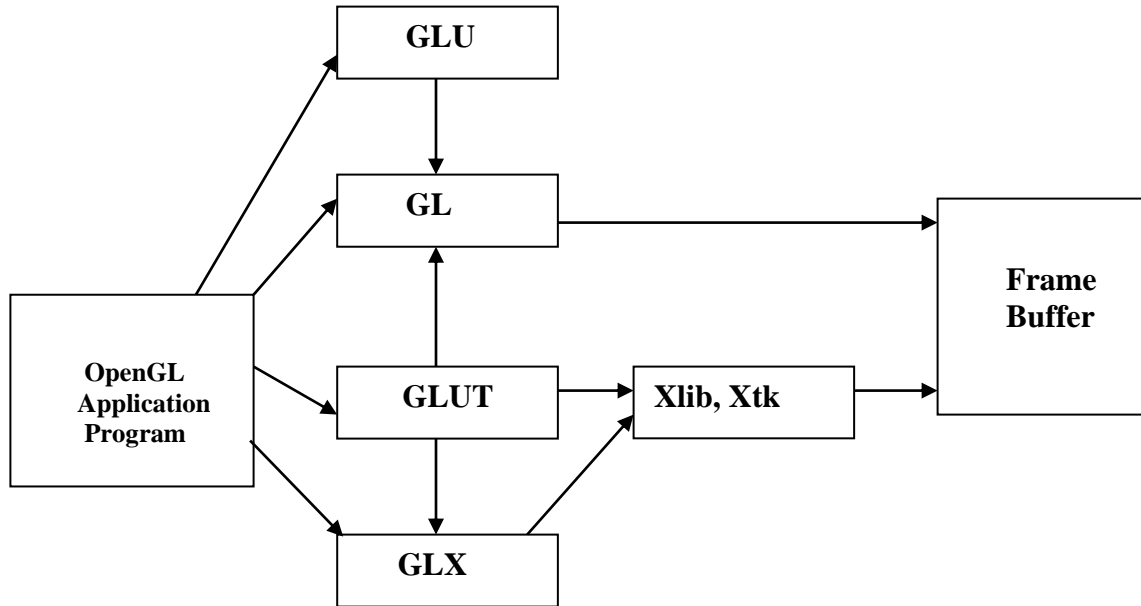 GLU
GL
OpenGL
Application
Program
GLUT
Xlib, Xtk
Frame
Buffer
GLX